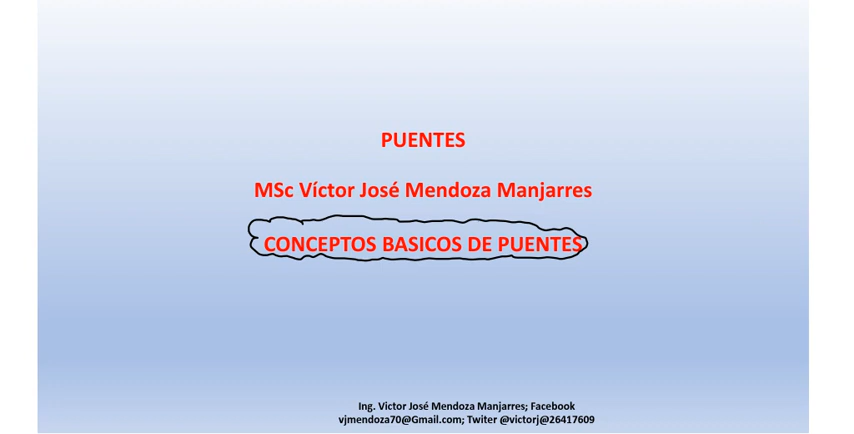 PUENTES
MSc Víctor José Mendoza Manjarres
CONCEPTOS BASICOS DE PUENTES
Ing. Victor José Mendoza Manjarres; Facebook
vjmendoza70@Gmail.com; Twiter @victorj@26417609